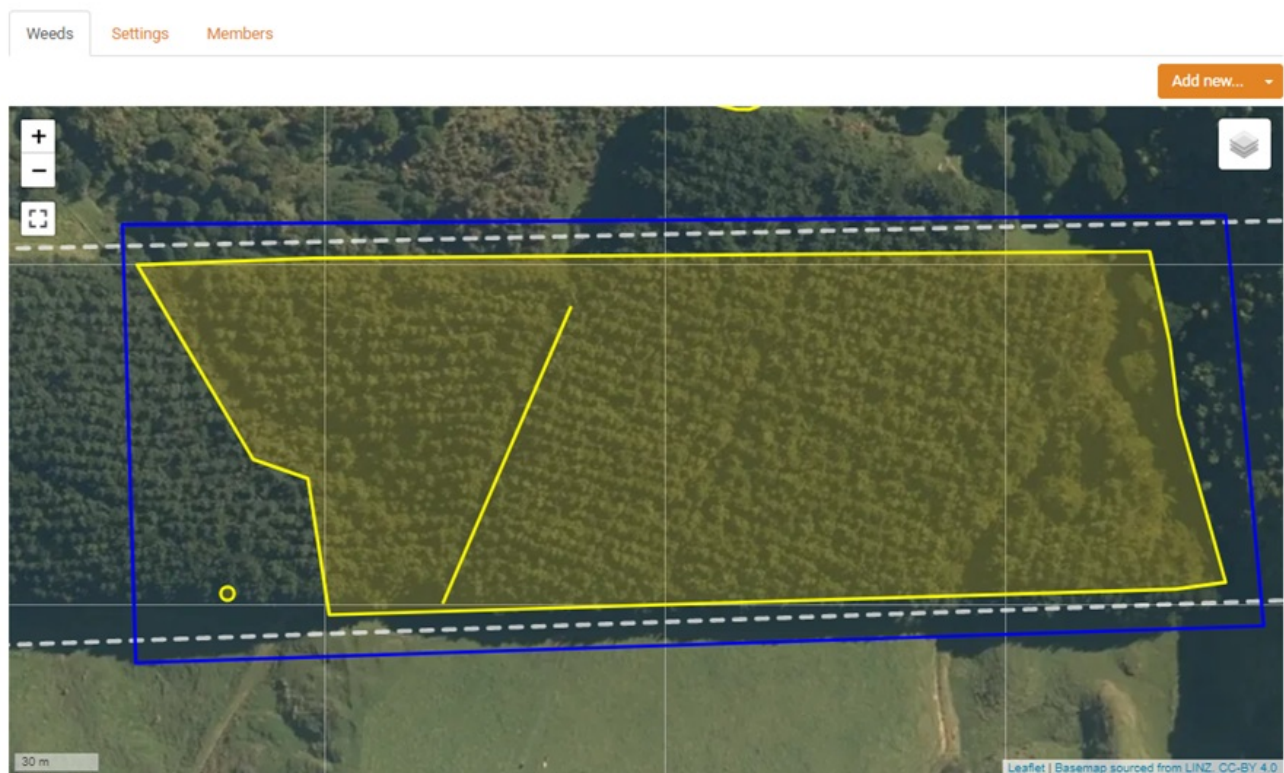 Weeds Settings Members
Add new...
+
−
30 m
Leaflet | Basemap sourced from LINZ, CC-BY 4.0